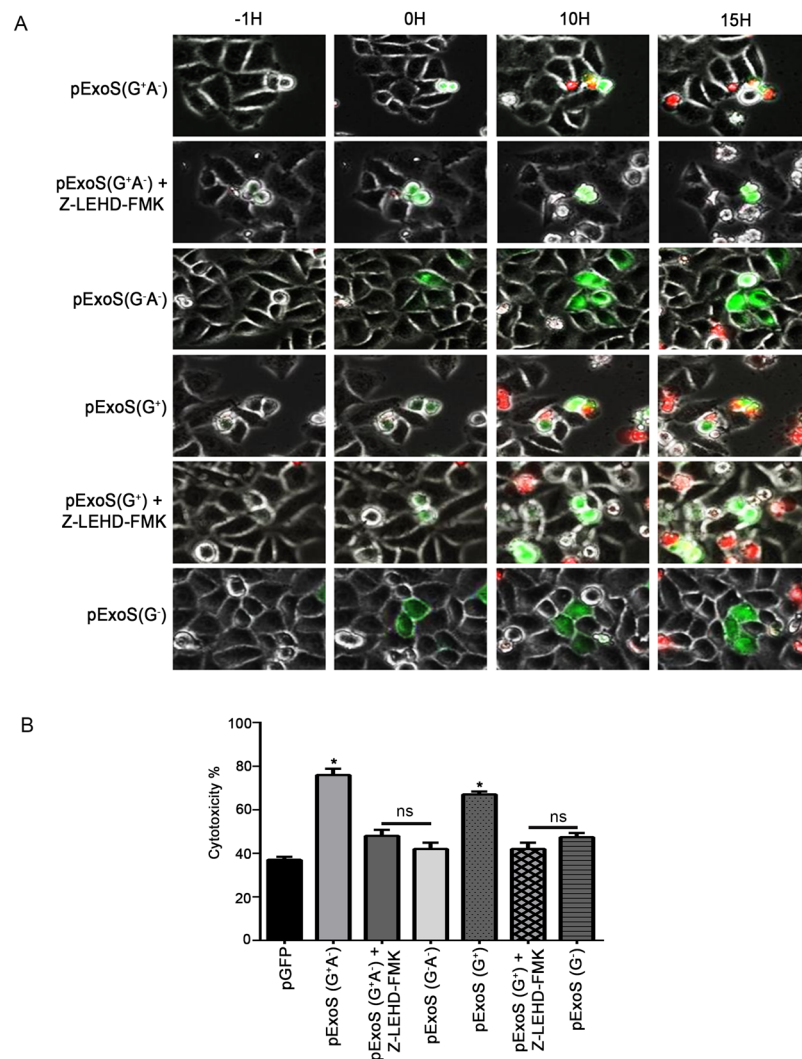 A
-1H 0H 10H 15H
pExoS(G⁺A⁻)
pExoS(G⁺A⁻) +
Z-LEHD-FMK
pExoS(G⁻A⁻)
pExoS(G⁺)
pExoS(G⁺) +
Z-LEHD-FMK
pExoS(G⁻)
B
Cytotoxicity %
100
80
60
40
20
0
*
ns
*
ns
pGFP
pExoS (G⁺A⁻)
pExoS (G⁺A⁻) +
Z-LEHD-FMK
pExoS (G⁻A⁻)
pExoS (G⁺)
pExoS (G⁺) +
Z-LEHD-FMK
pExoS (G⁻)